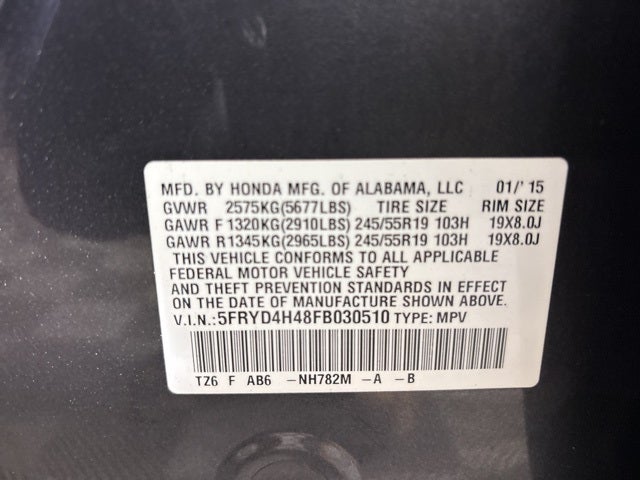 MFD. BY HONDA MFG. OF ALABAMA, LLC 01/'15
GVWR 2575KG(5677LBS) TIRE SIZE RIM SIZE
GAWR F 1320KG(2910LBS) 245/55R19 103H 19X8.0J
GAWR R 1345KG(2965LBS) 245/55R19 103H 19X8.0J
THIS VEHICLE CONFORMS TO ALL APPLICABLE
FEDERAL MOTOR VEHICLE SAFETY
AND THEFT PREVENTION STANDARDS IN EFFECT
ON THE DATE OF MANUFACTURE SHOWN ABOVE.
V.I.N.: 5FRYD4H48FB030510 TYPE: MPV
TZ6 F AB6 -NH782M -A -B